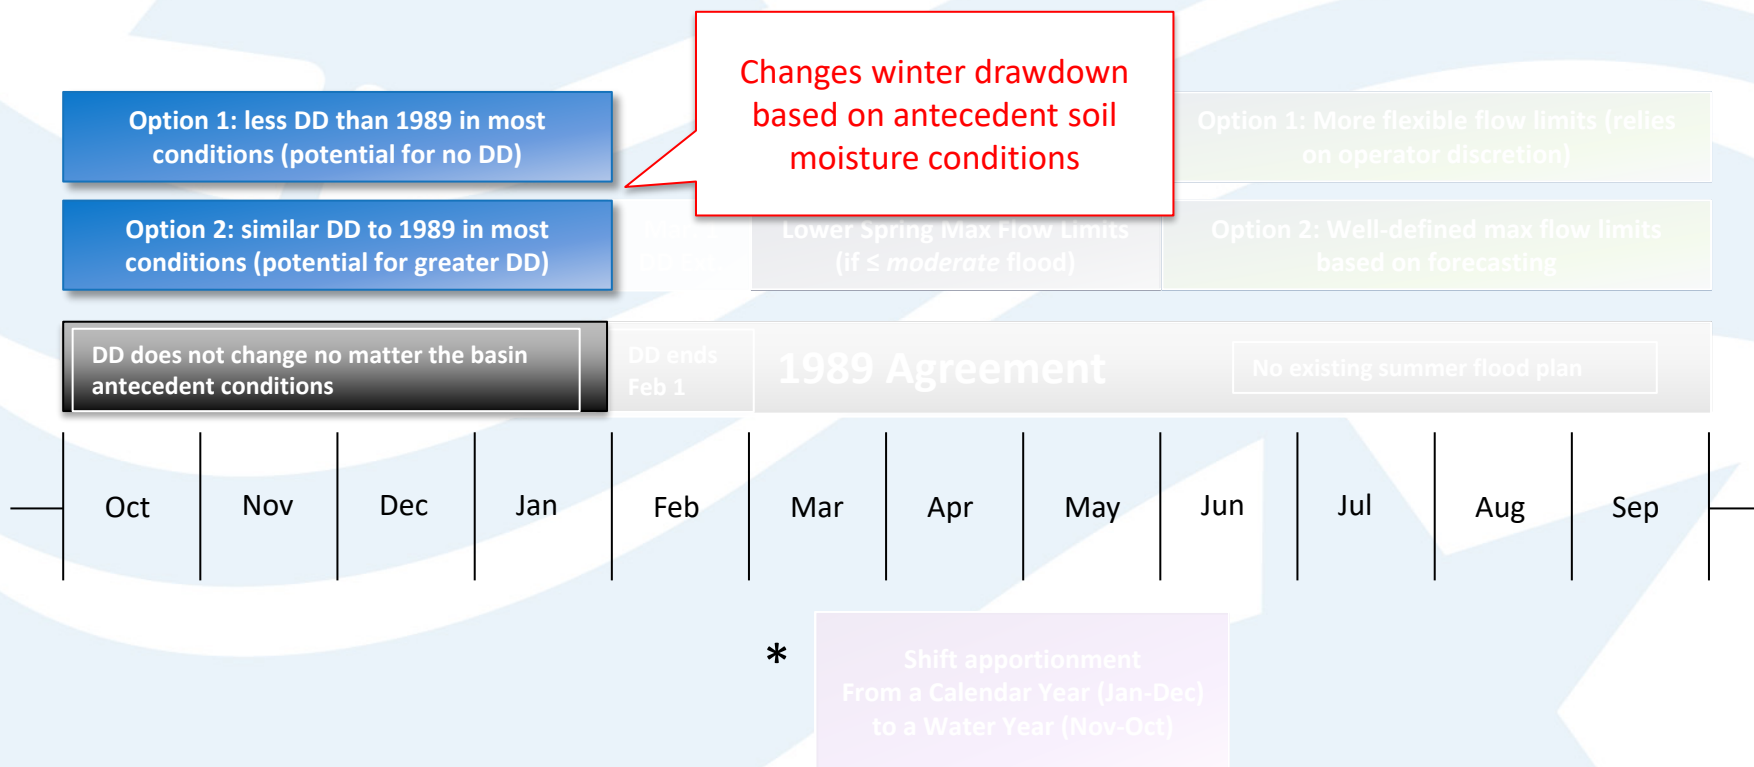 Changes winter drawdown
based on antecedent soil
moisture conditions
Option 1: less DD than 1989 in most
conditions (potential for no DD)
Option 1: More flexible flow limits (relies
on operator discretion)
Option 2: similar DD to 1989 in most
conditions (potential for greater DD)
Lower Spring Max Flow Limits
(if ≤ moderate flood)
Option 2: Well-defined max flow limits
based on forecasting
DD does not change no matter the basin
antecedent conditions
DD ends
Feb 1
1989 Agreement
No existing summer flood plan
Oct
Nov
Dec
Jan
Feb
Mar
Apr
May
Jun
Jul
Aug
Sep
*
Shift apportionment
From a Calendar Year (Jan-Dec)
to a Water Year (Nov-Oct)